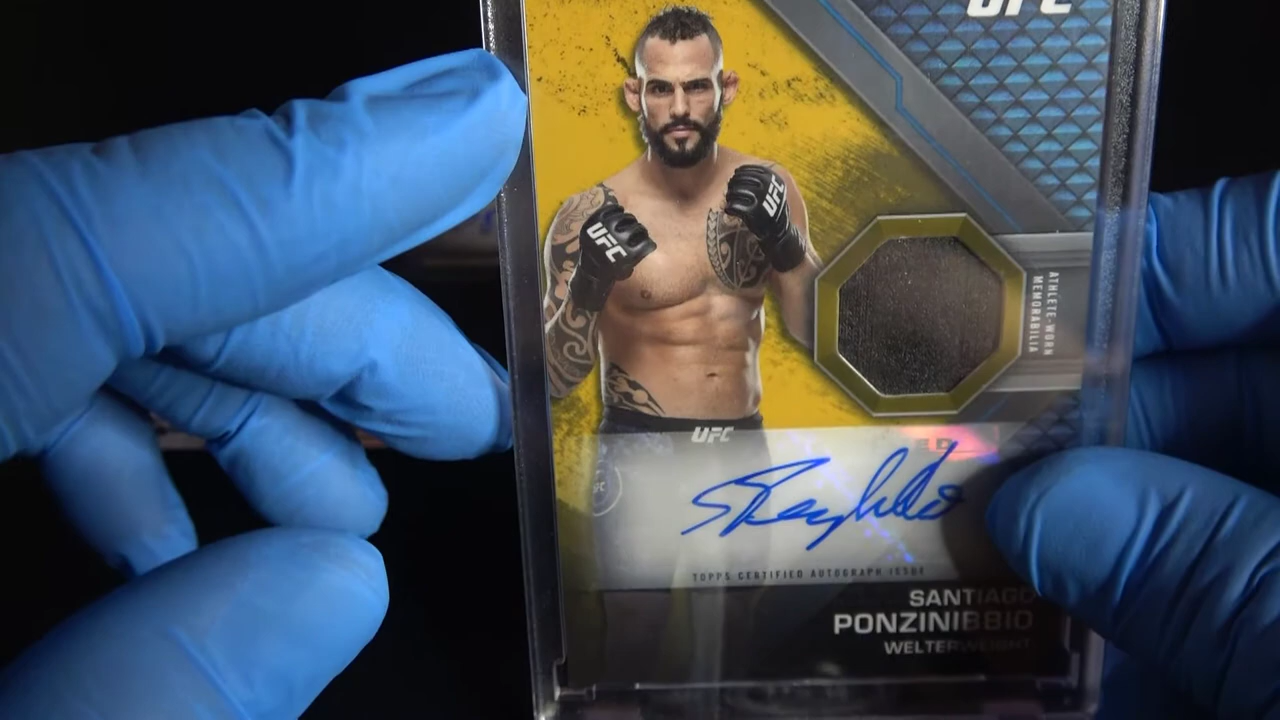 UFC
UFC
UFC
ATHLETE-WORN
MEMORABILIA
UFC
TOPPS CERTIFIED AUTOGRAPH ISSUE
SANTIAGO
PONZINIBBIO
WELTERWEIGHT